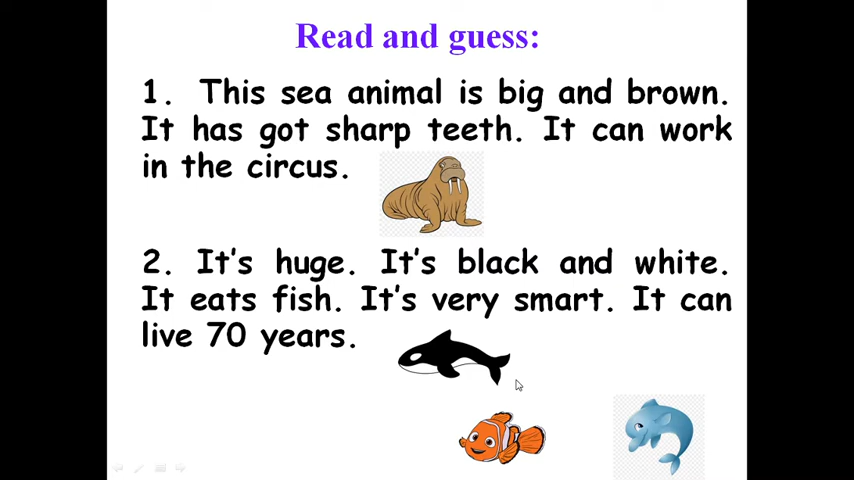 Read and guess:
1. This sea animal is big and brown.
It has got sharp teeth. It can work
in the circus.
2. It's huge. It's black and white.
It eats fish. It's very smart. It can
live 70 years.